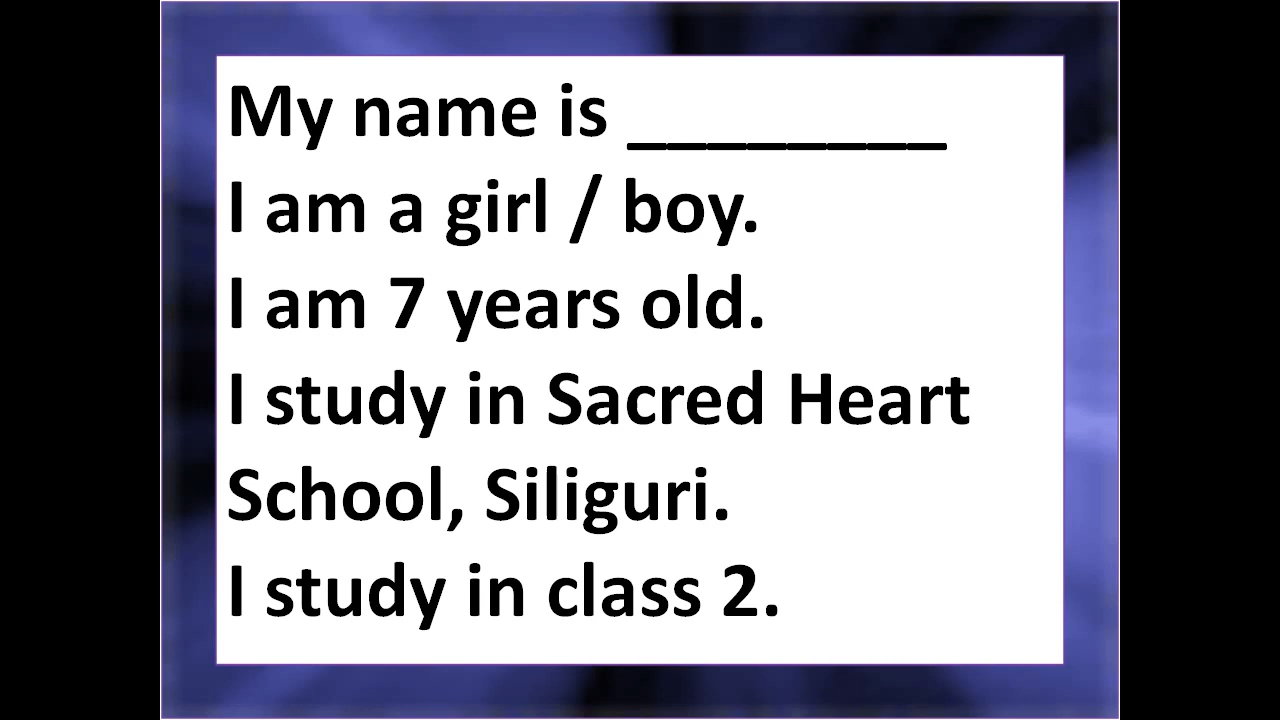 My name is ________
I am a girl / boy.
I am 7 years old.
I study in Sacred Heart
School, Siliguri.
I study in class 2.